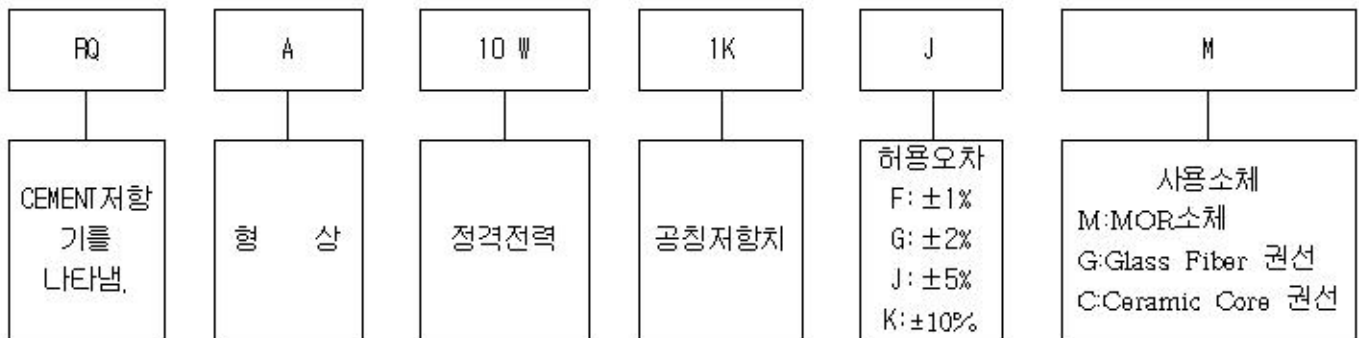 RQ A 10 W 1K J M
CEMENT저항
기를
나타냄.
형 상
정격전력
공칭저항치
허용오차
F: ±1%
G: ±2%
J: ±5%
K: ±10%
사용소체
M:MOR소체
G:Glass Fiber 권선
C:Ceramic Core 권선